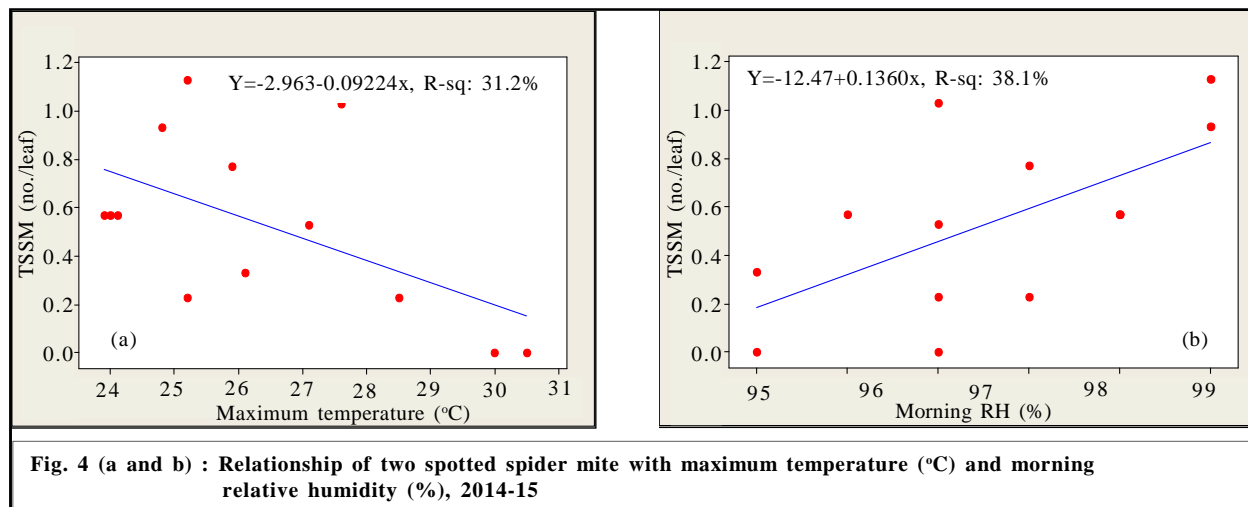 Y=-2.963-0.09224x, R-sq: 31.2%
TSSM (no./leaf)
1.2
1.0
0.8
0.6
0.4
0.2
0.0
(a)
24 25 26 27 28 29 30 31
Maximum temperature (°C)
Y=-12.47+0.1360x, R-sq: 38.1%
TSSM (no./leaf)
1.2
1.0
0.8
0.6
0.4
0.2
0.0
(b)
95 96 97 98 99
Morning RH (%)
Fig. 4 (a and b) : Relationship of two spotted spider mite with maximum temperature (°C) and morning
relative humidity (%), 2014-15